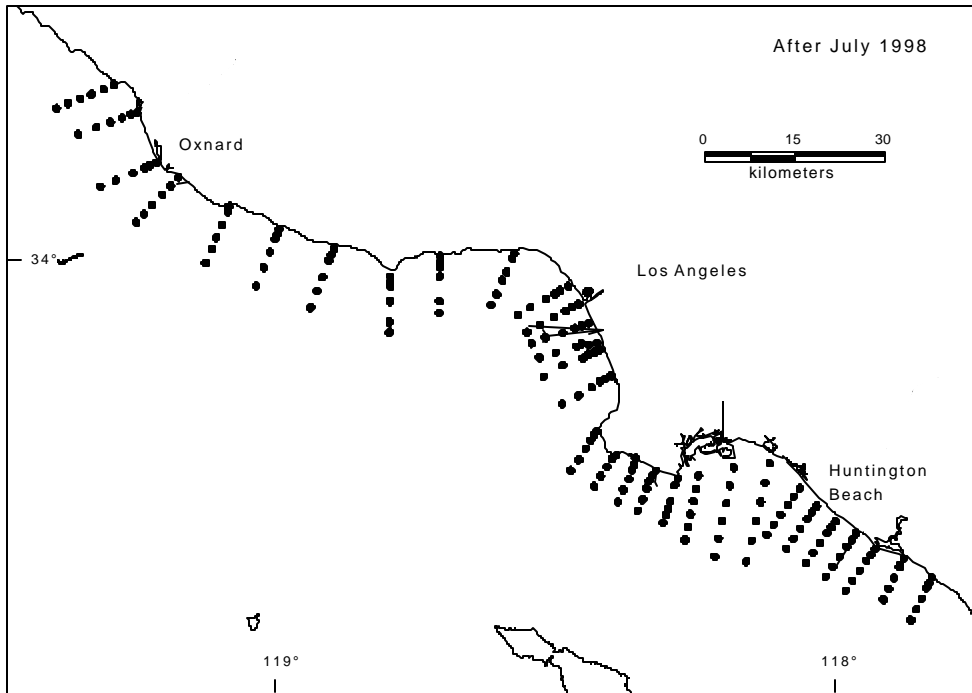 After July 1998
0 15 30
kilometers
Oxnard
34°
Los Angeles
Huntington
Beach
119°
118°